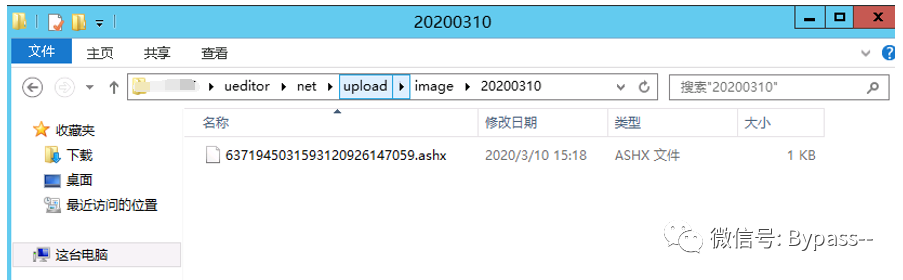 20200310
文件 主页 共享 查看
ueditor net upload image 20200310 搜索"20200310"
收藏夹 名称 修改日期 类型 大小
下载 6371945031593120926147059.ashx 2020/3/10 15:18 ASHX 文件 1 KB
桌面
最近访问的位置
这台电脑
微信号: Bypass--